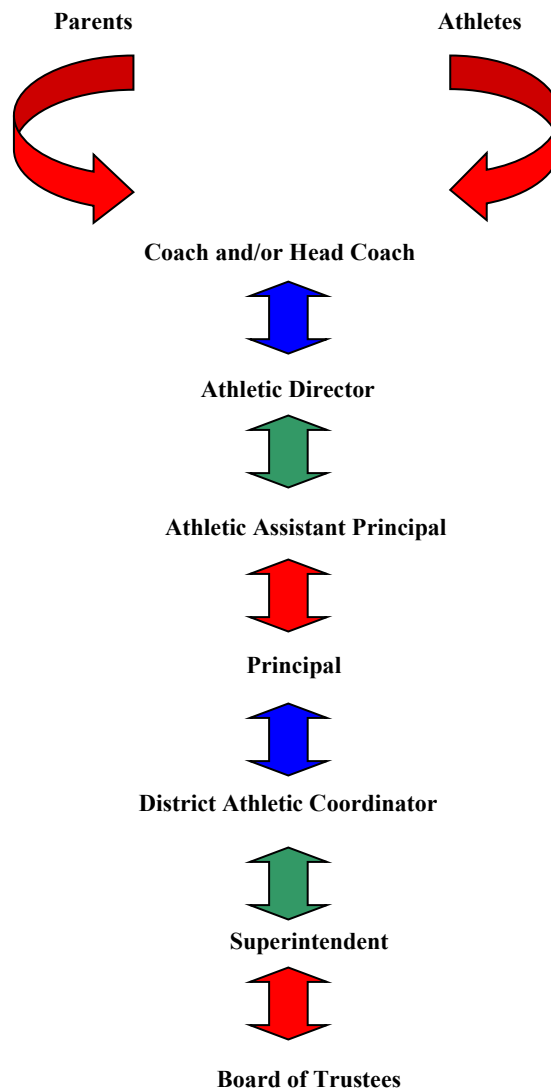 Parents
Athletes
Coach and/or Head Coach
Athletic Director
Athletic Assistant Principal
Principal
District Athletic Coordinator
Superintendent
Board of Trustees